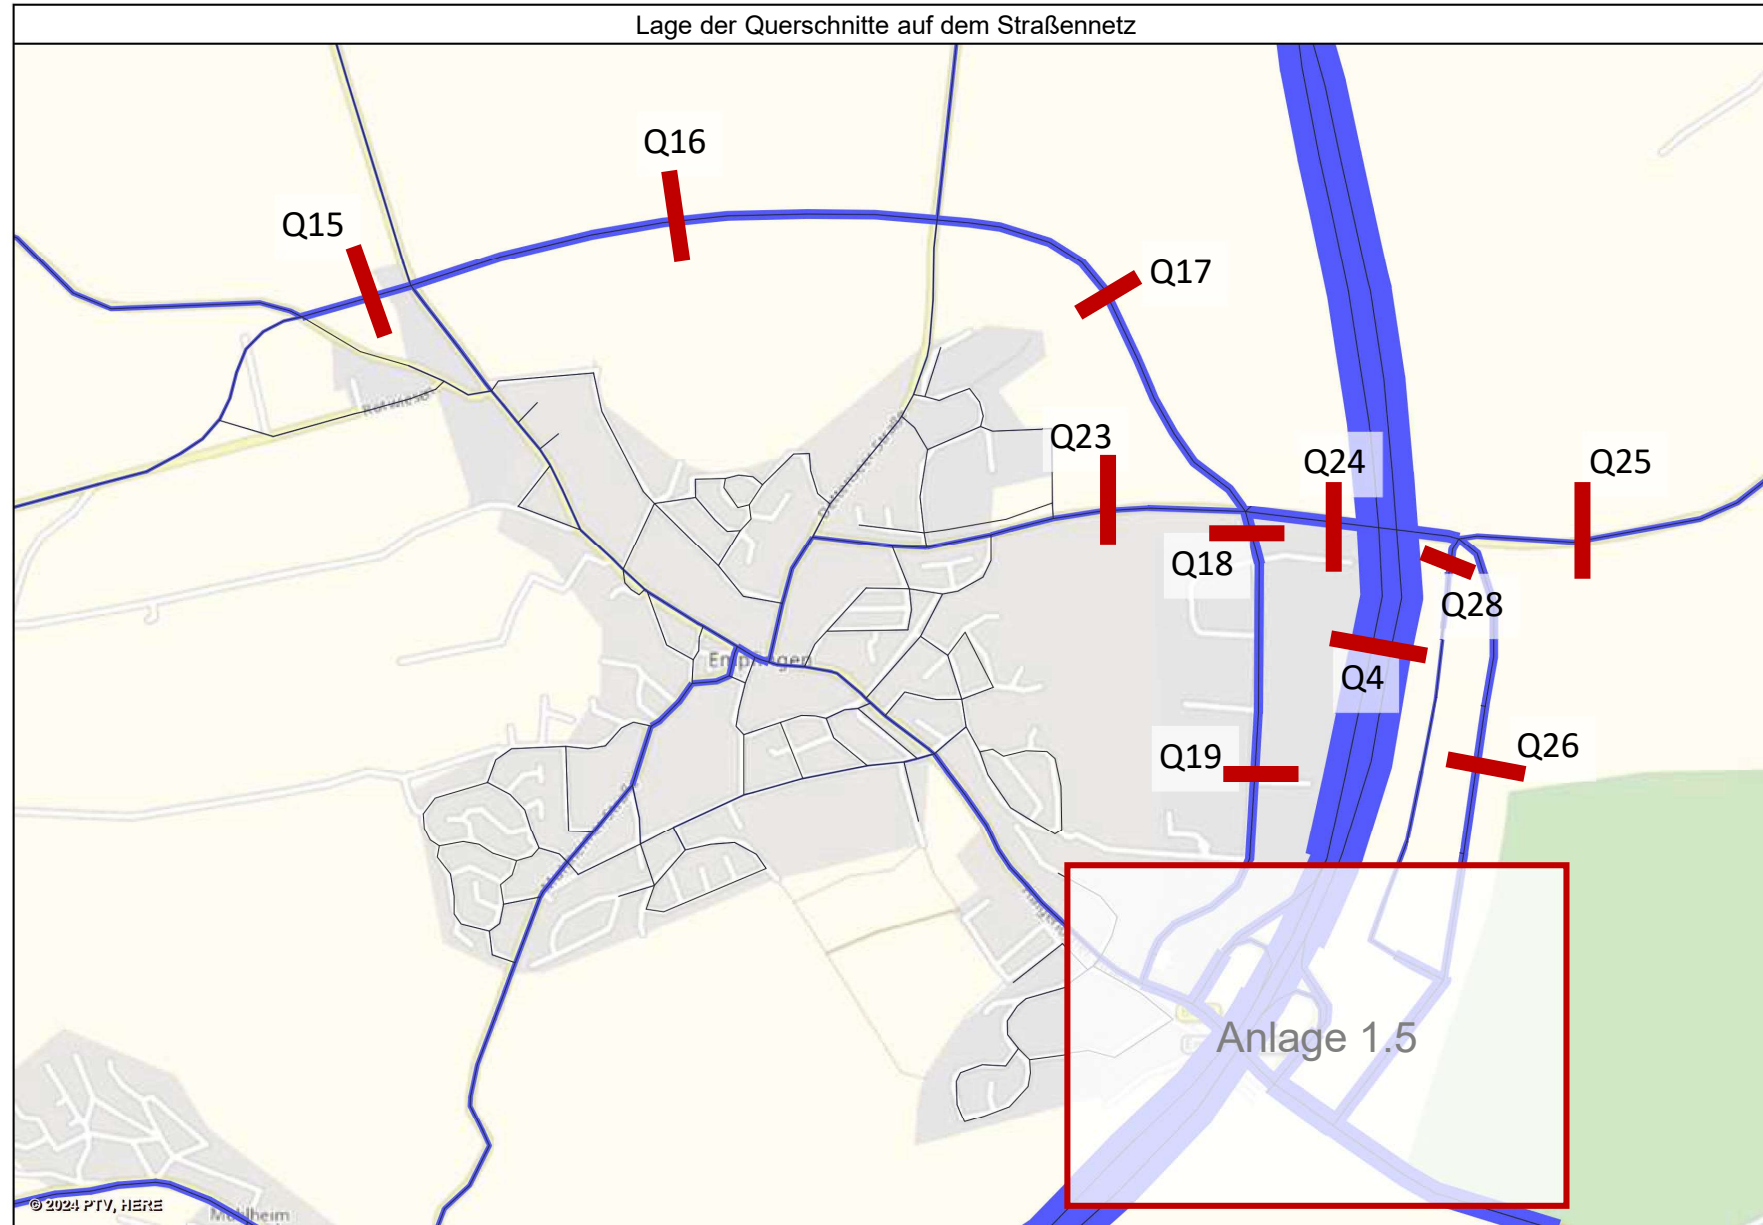 Lage der Querschnitte auf dem Straßennetz
Q16
Q15
Q17
Q23
Q24
Q25
Q18
Q28
Empfingen
Q4
Q19
Q26
Anlage 1.5
© 2024 PTV, HERE